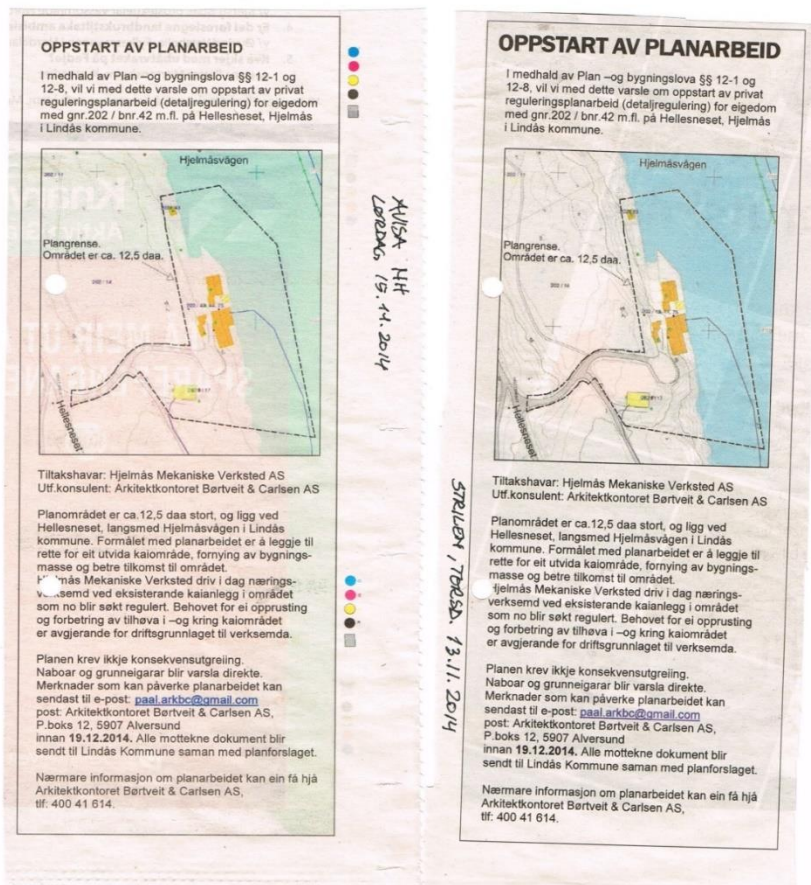 OPPSTART AV PLANARBEID
I medhald av Plan –og bygningslova §§ 12-1 og
12-8, vil vi med dette varsle om oppstart av privat
reguleringsplanarbeid (detaljregulering) for eigedom
med gnr.202 / bnr.42 m.fl. på Hellesneset, Hjelmås
i Lindås kommune.
Hjelmåsvågen
Plangrense.
Området er ca. 12,5 daa.
Hellesneset
Tiltakshavar: Hjelmås Mekaniske Verksted AS
Utf.konsulent: Arkitektkontoret Børtveit & Carlsen AS
Planområdet er ca.12,5 daa stort, og ligg ved
Hellesneset, langsmed Hjelmåsvågen i Lindås
kommune. Formålet med planarbeidet er å leggje til
rette for eit utvida kaiområde, fornying av bygnings-
masse og betre tilkomst til området.
Hjelmås Mekaniske Verksted driv i dag nærings-
verksemd ved eksisterande kaianlegg i området
som no blir søkt regulert. Behovet for ei opprusting
og forbetring av tilhøva i –og kring kaiområdet
er avgjerande for driftsgrunnlaget til verksemda.
Planen krev ikkje konsekvensutgreiing.
Naboar og grunneigarar blir varsla direkte.
Merknader som kan påverke planarbeidet kan
sendast til e-post: paal.arkbc@gmail.com
post: Arkitektkontoret Børtveit & Carlsen AS,
P.boks 12, 5907 Alversund
innan 19.12.2014. Alle mottekne dokument blir
sendt til Lindås Kommune saman med planforslaget.
Nærmare informasjon om planarbeidet kan ein få hjå
Arkitektkontoret Børtveit & Carlsen AS,
tlf: 400 41 614.
AVISA NH
LØRDAG, 15.11.2014
OPPSTART AV PLANARBEID
I medhald av Plan –og bygningslova §§ 12-1 og
12-8, vil vi med dette varsle om oppstart av privat
reguleringsplanarbeid (detaljregulering) for eigedom
med gnr.202 / bnr.42 m.fl. på Hellesneset, Hjelmås
i Lindås kommune.
Hjelmåsvågen
Plangrense.
Området er ca. 12,5 daa.
Hellesneset
Tiltakshavar: Hjelmås Mekaniske Verksted AS
Utf.konsulent: Arkitektkontoret Børtveit & Carlsen AS
Planområdet er ca.12,5 daa stort, og ligg ved
Hellesneset, langsmed Hjelmåsvågen i Lindås
kommune. Formålet med planarbeidet er å leggje til
rette for eit utvida kaiområde, fornying av bygnings-
masse og betre tilkomst til området.
Hjelmås Mekaniske Verksted driv i dag nærings-
verksemd ved eksisterande kaianlegg i området
som no blir søkt regulert. Behovet for ei opprusting
og forbetring av tilhøva i –og kring kaiområdet
er avgjerande for driftsgrunnlaget til verksemda.
Planen krev ikkje konsekvensutgreiing.
Naboar og grunneigarar blir varsla direkte.
Merknader som kan påverke planarbeidet kan
sendast til e-post: paal.arkbc@gmail.com
post: Arkitektkontoret Børtveit & Carlsen AS,
P.boks 12, 5907 Alversund
innan 19.12.2014. Alle mottekne dokument blir
sendt til Lindås Kommune saman med planforslaget.
Nærmare informasjon om planarbeidet kan ein få hjå
Arkitektkontoret Børtveit & Carlsen AS,
tlf: 400 41 614.
STRILEN, TORSD. 13.11.2014